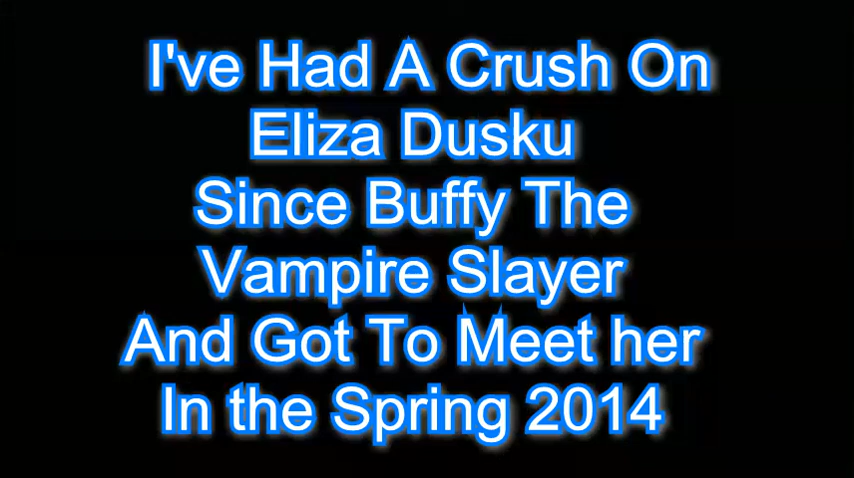 I've Had A Crush On
Eliza Dusku
Since Buffy The
Vampire Slayer
And Got To Meet her
In the Spring 2014